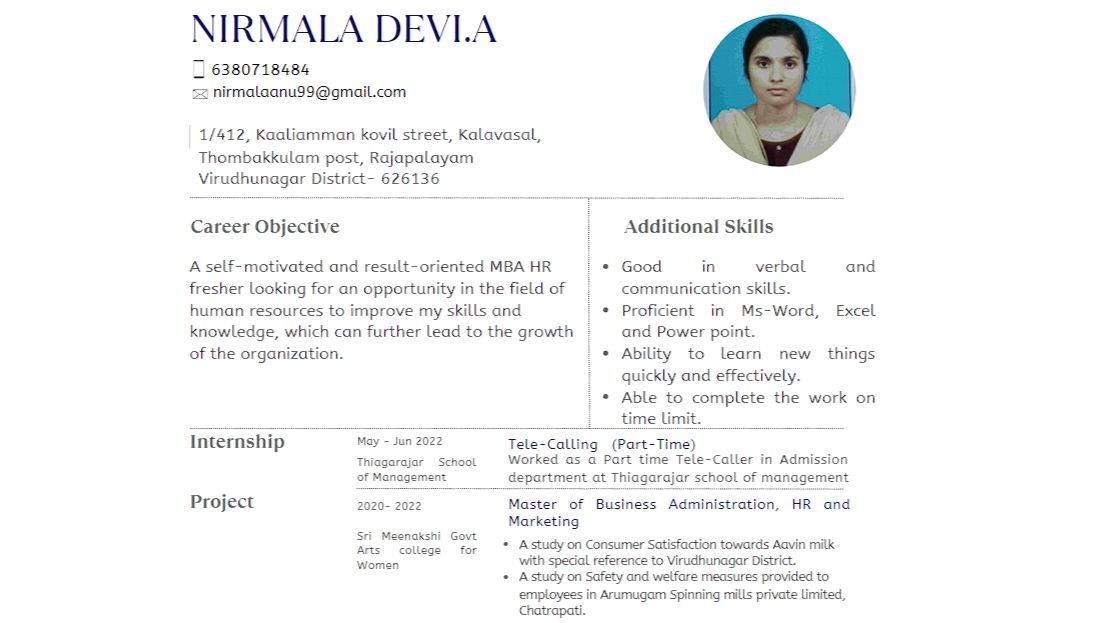 NIRMALA DEVI.A
6380718484
nirmalaanu99@gmail.com
1/412, Kaaliamman kovil street, Kalavasal,
Thombakkulam post, Rajapalayam
Virudhunagar District- 626136
Career Objective
A self-motivated and result-oriented MBA HR
fresher looking for an opportunity in the field of
human resources to improve my skills and
knowledge, which can further lead to the growth
of the organization.
Additional Skills
• Good in verbal and
communication skills.
• Proficient in Ms-Word, Excel
and Power point.
• Ability to learn new things
quickly and effectively.
• Able to complete the work on
time limit.
Internship
May - Jun 2022
Thiagarajar School
of Management
Tele-Calling (Part-Time)
Worked as a Part time Tele-Caller in Admission
department at Thiagarajar school of management
Project
2020- 2022
Sri Meenakshi Govt
Arts college for
Women
Master of Business Administration, HR and
Marketing
• A study on Consumer Satisfaction towards Aavin milk
with special reference to Virudhunagar District.
• A study on Safety and welfare measures provided to
employees in Arumugam Spinning mills private limited,
Chatrapati.